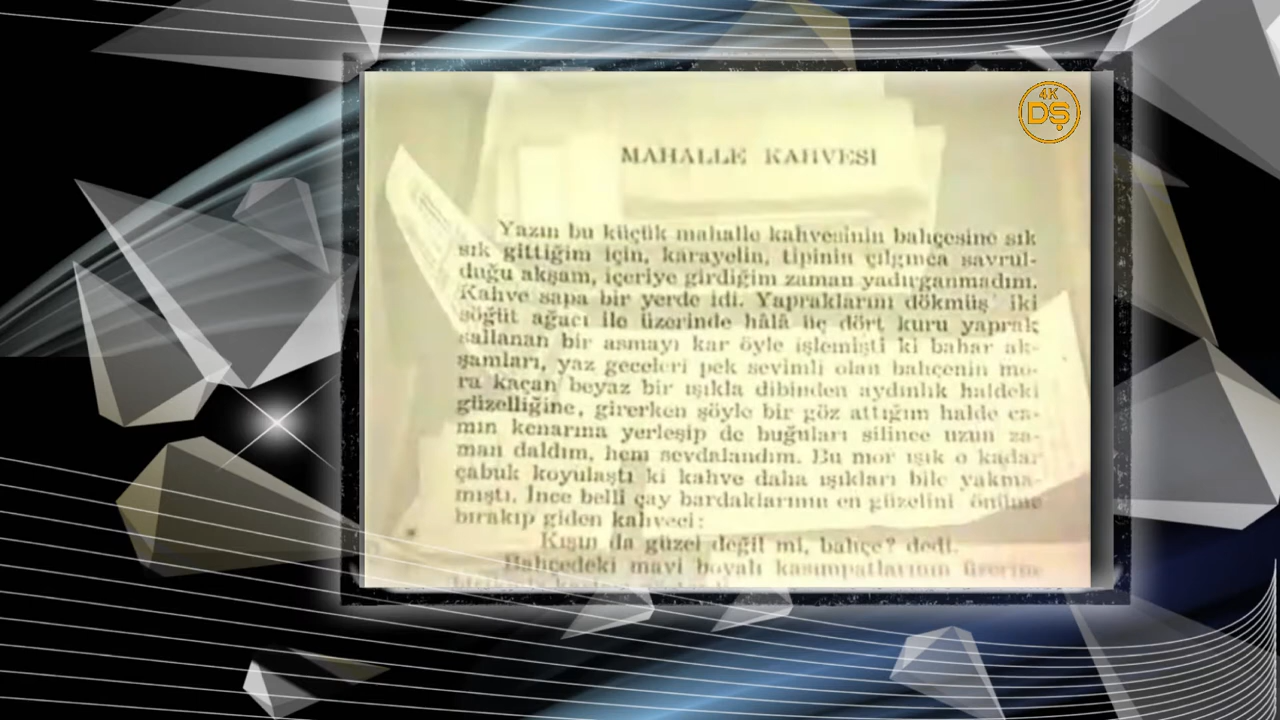 4K
DŞ
MAHALLE KAHVESİ
Yazın bu küçük mahalle kahvesinin bahçesine sık
sık gittiğim için, karayelin, tipinin çılgınca savrul-
duğu akşam, içeriye girdiğim zaman yadırganmadım.
Kahve sapa bir yerde idi. Yapraklarını dökmüş iki
söğüt ağacı ile üzerinde hâlâ üç dört kuru yaprak
sallanan bir asmayı kar öyle işlemişti ki bahar ak-
şamları, yaz geceleri pek sevimli olan bahçenin mo-
ra kaçan beyaz bir ışıkla dibinden aydınlık haldeki
güzelliğine, girerken şöyle bir göz attığım halde ca-
mın kenarına yerleşip de buğuları silince uzun za-
man daldım, hem sevdalandım. Bu mor ışık o kadar
çabuk koyulaştı ki kahve daha ışıkları bile yakma-
mıştı. İnce belli çay bardaklarının en güzelini önüme
bırakıp giden kahveci:
Kışın da güzel değil mi, bahçe? dedi.
Bahçedeki mavi boyalı kasımpatlarının üzerine